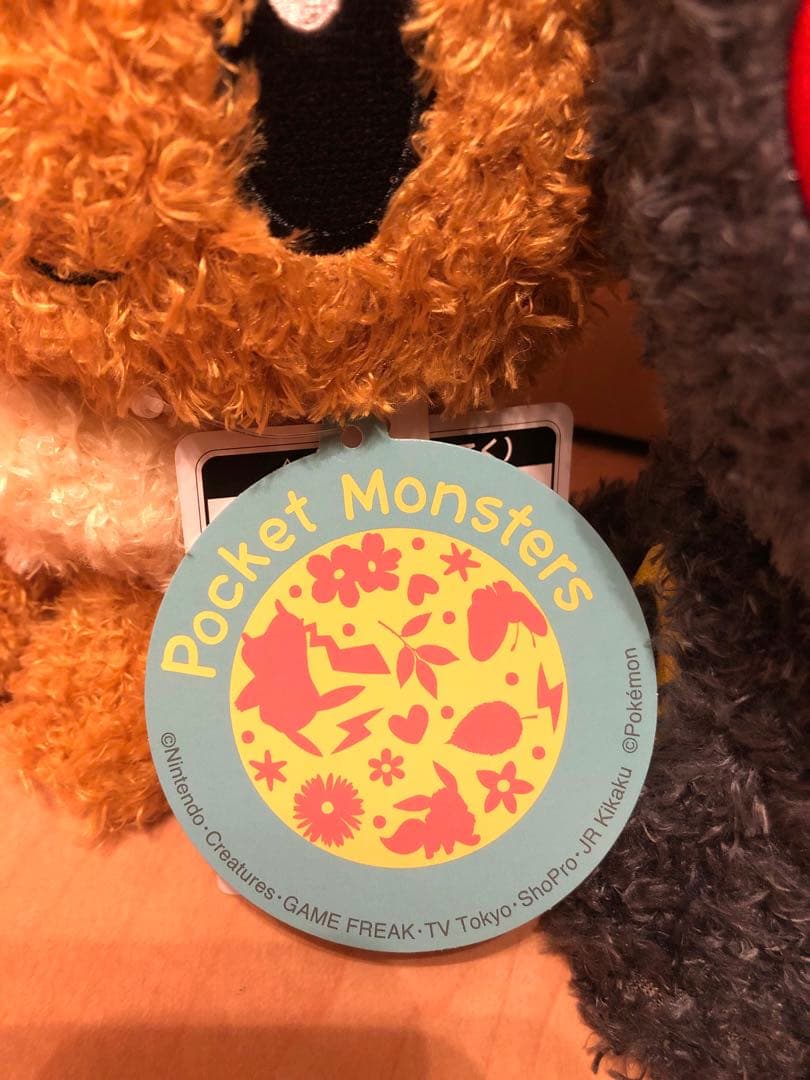 Pocket Monsters
©Nintendo·Creatures·GAME FREAK·TV Tokyo·ShoPro·JR Kikaku ©Pokémon